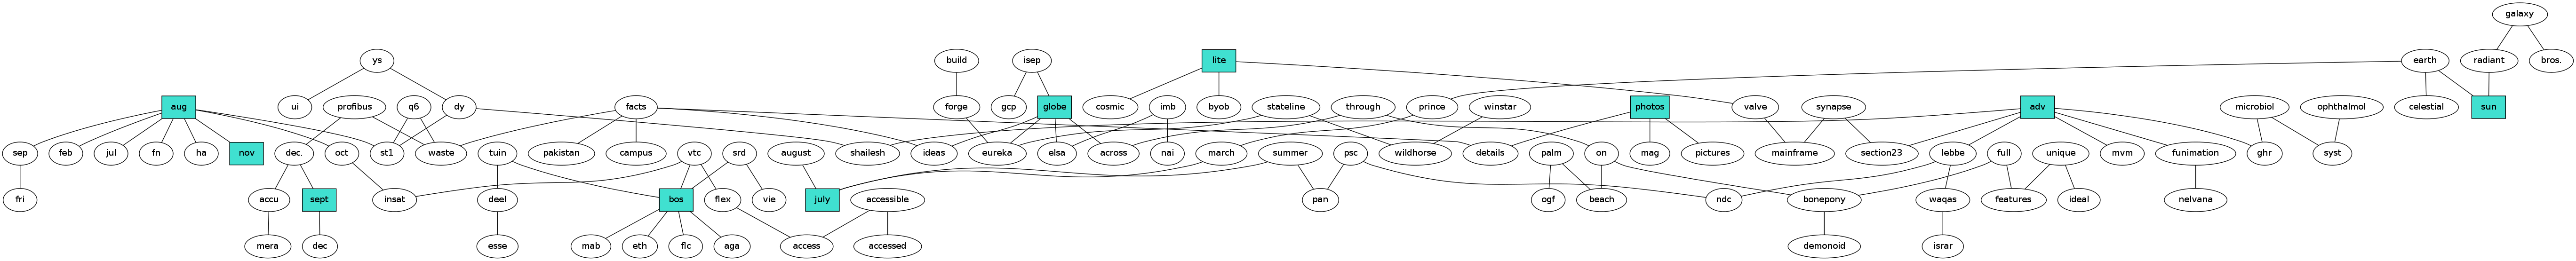 galaxy
ys build isep lite earth radiant bros.
aug ui profibus q6 dy facts forge gcp globe cosmic imb byob stateline through prince winstar photos valve synapse adv microbiol ophthalmol celestial sun
sep feb jul fn ha nov dec. oct st1 waste tuin pakistan campus vtc srd august shailesh ideas eureka elsa across nai march summer psc wildhorse details palm on mag pictures mainframe section23 lebbe full unique mvm funimation ghr syst
fri accu sept insat deel bos flex vie july accessible pan ogf beach ndc bonepony waqas features ideal nelvana
mera dec esse mab eth flc aga access accessed demonoid israr